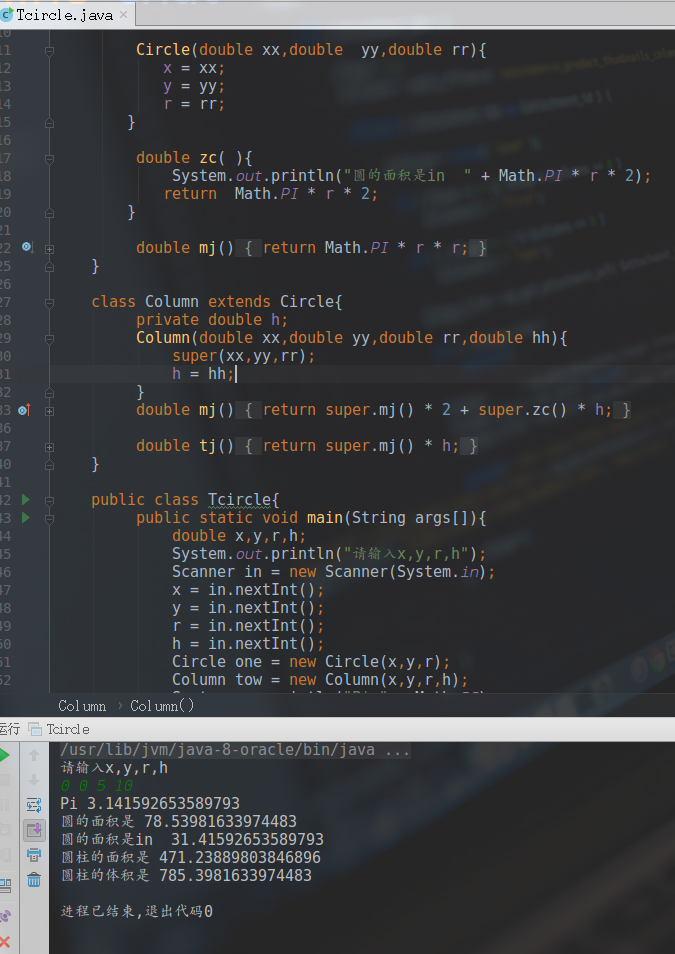 Tcircle.java
10
11 Circle(double xx,double  yy,double rr){
12 x = xx;
13 y = yy;
14 r = rr;
15 }
16
17 double zc( ){
18 System.out.println("圆的面积是in  " + Math.PI * r * 2);
19 return  Math.PI * r * 2;
20 }
21
22 double mj() { return Math.PI * r * r; }
25 }
26
27 class Column extends Circle{
28 private double h;
29 Column(double xx,double yy,double rr,double hh){
30 super(xx,yy,rr);
31 h = hh;
32 }
33 double mj() { return super.mj() * 2 + super.zc() * h; }
36
37 double tj() { return super.mj() * h; }
40 }
41
42 public class Tcircle{
43 public static void main(String args[]){
44 double x,y,r,h;
45 System.out.println("请输入x,y,r,h");
46 Scanner in = new Scanner(System.in);
47 x = in.nextInt();
48 y = in.nextInt();
49 r = in.nextInt();
50 h = in.nextInt();
51 Circle one = new Circle(x,y,r);
52 Column tow = new Column(x,y,r,h);
Column › Column()
运行 Tcircle
/usr/lib/jvm/java-8-oracle/bin/java ...
请输入x,y,r,h
0 0 5 10
Pi 3.141592653589793
圆的面积是 78.53981633974483
圆的面积是in  31.41592653589793
圆柱的面积是 471.23889803846896
圆柱的体积是 785.3981633974483
进程已结束,退出代码0